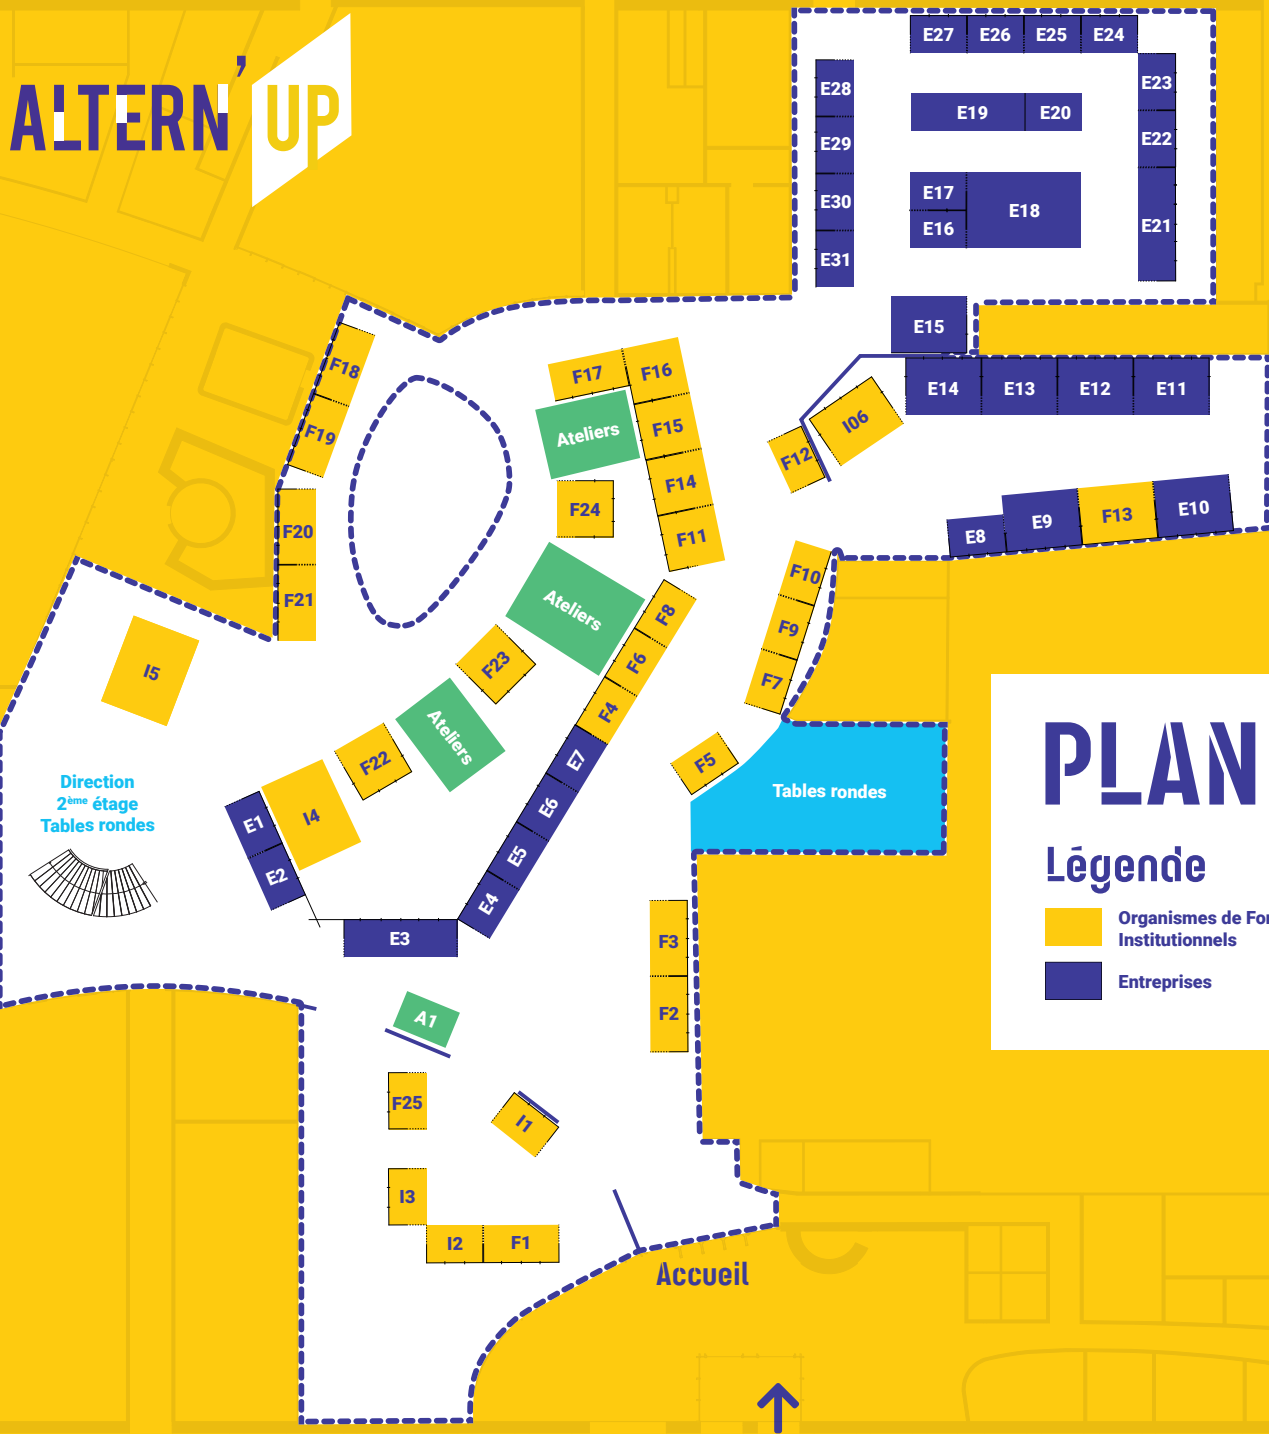 ALTERN'UP
E27 E26 E25 E24
E28
E23
E19 E20
E29
E22
E30
E17
E18
E16
E21
E31
E15
E14 E13 E12 E11
I06
F12
E8 E9 F13 E10
F18
F19
F20
F21
F17 F16
Ateliers
F15
F14
F24
F11
Ateliers
F10
F9
F7
F8
F6
F4
F23
I5
Ateliers
F22
F5
E7
E6
E5
E4
Tables rondes
Direction
2ème étage
Tables rondes
I4
E1
E2
E3
PLAN
Légende
Organismes de For
Institutionnels
Entreprises
F3
F2
A1
F25
I1
I3
I2 F1
Accueil